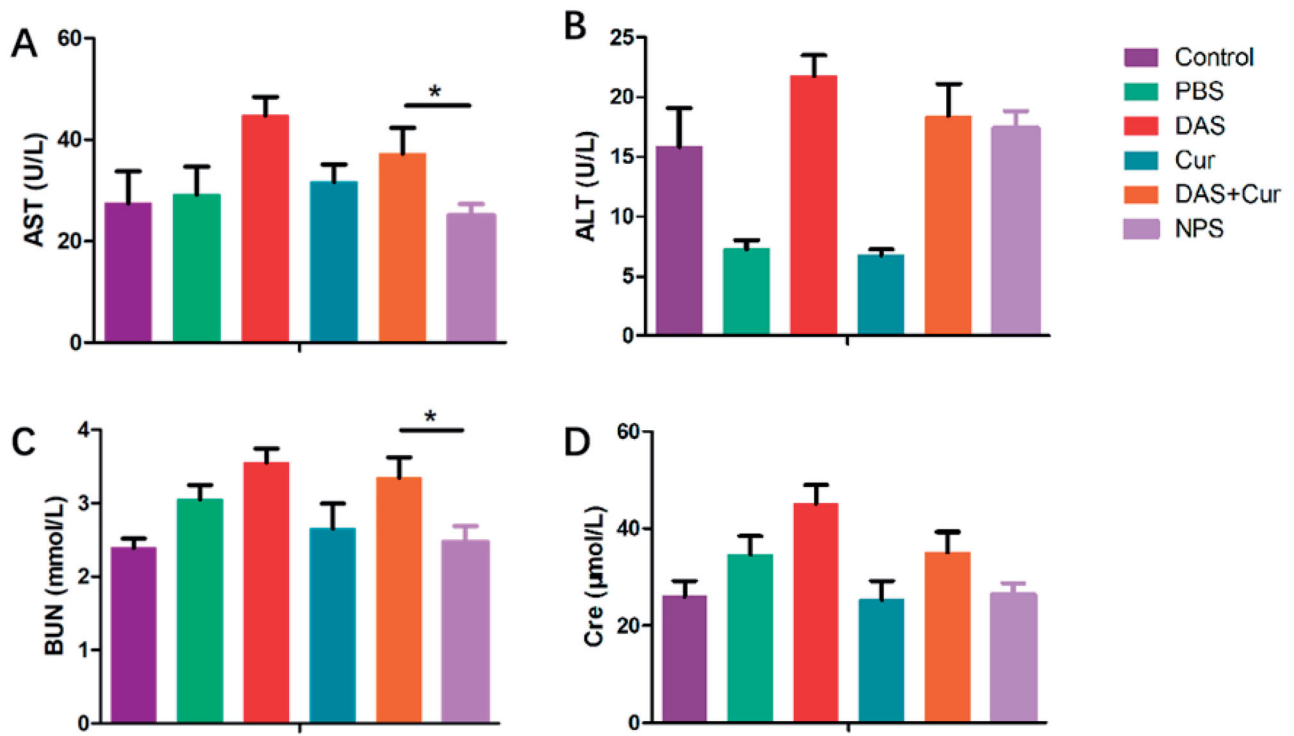 A
AST (U/L)
60
40
20
0
*
B
ALT (U/L)
25
20
15
10
5
0
Control
PBS
DAS
Cur
DAS+Cur
NPS
C
BUN (mmol/L)
4
3
2
1
0
*
D
Cre (μmol/L)
60
40
20
0